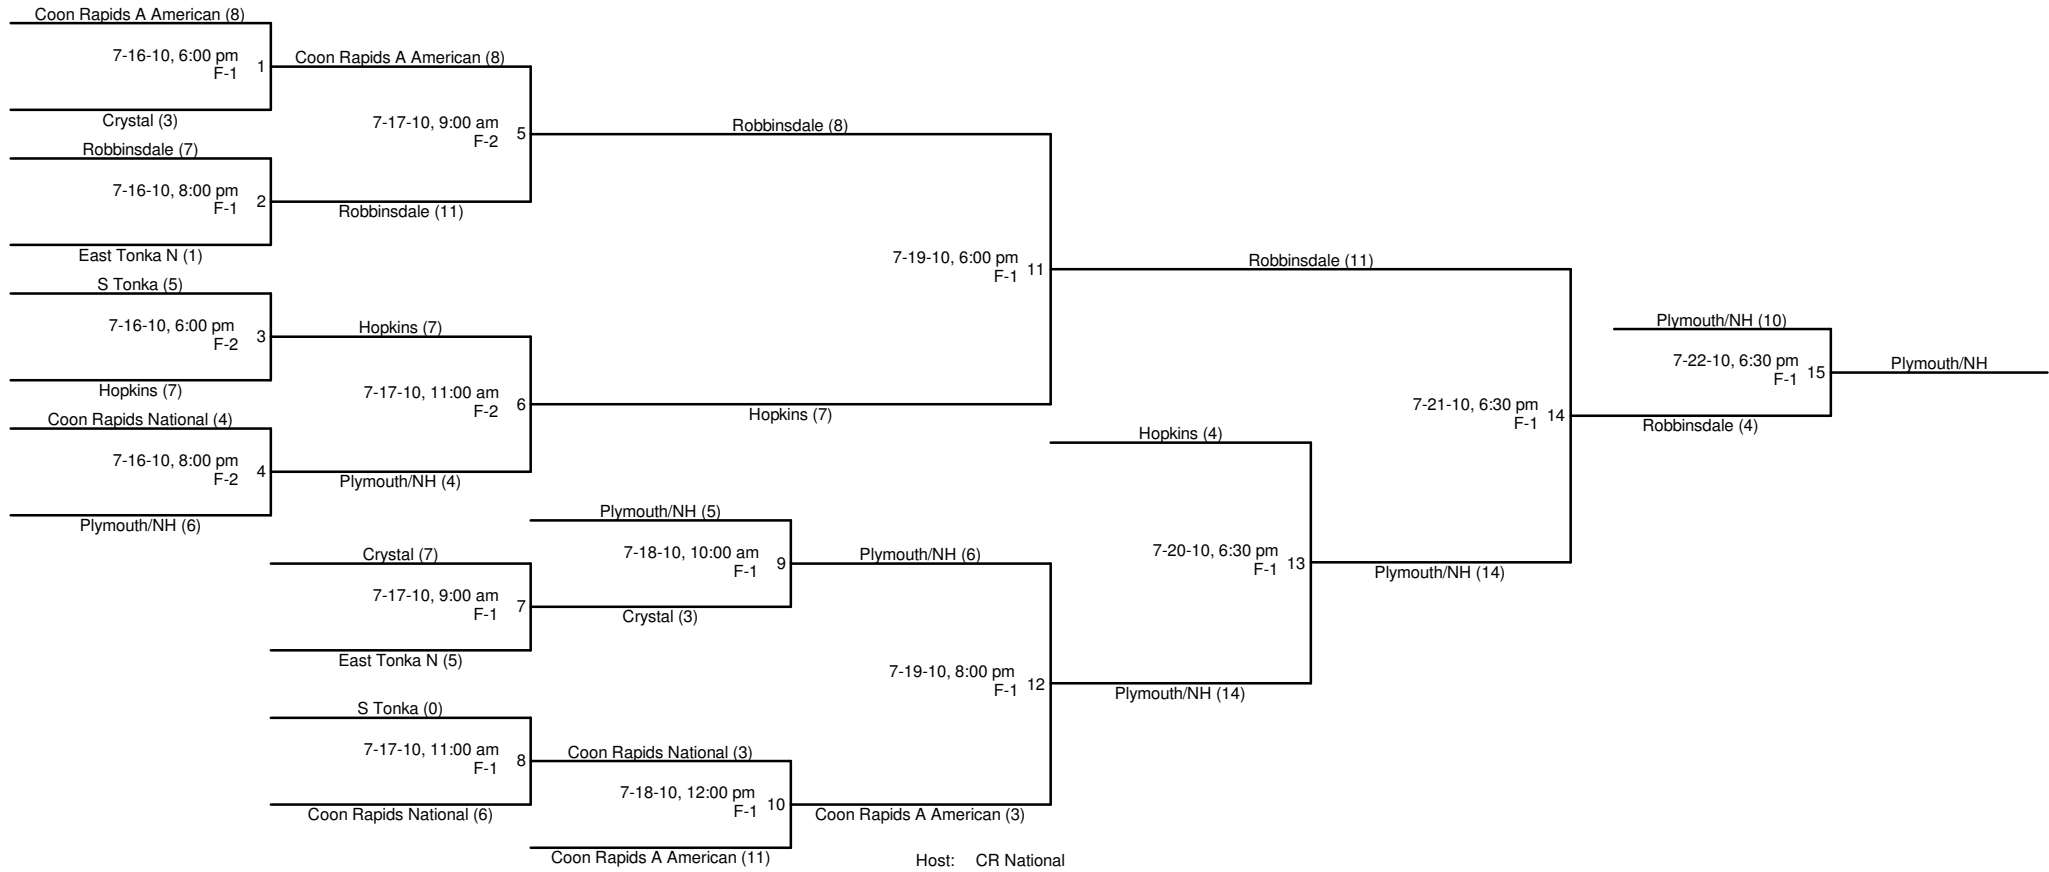 Coon Rapids A American (8)
7-16-10, 6:00 pm
F-1
1
Crystal (3)
Robbinsdale (7)
7-16-10, 8:00 pm
F-1
2
East Tonka N (1)
S Tonka (5)
7-16-10, 6:00 pm
F-2
3
Hopkins (7)
Coon Rapids National (4)
7-16-10, 8:00 pm
F-2
4
Plymouth/NH (6)
Coon Rapids A American (8)
7-17-10, 9:00 am
F-2
5
Robbinsdale (11)
Hopkins (7)
7-17-10, 11:00 am
F-2
6
Plymouth/NH (4)
Crystal (7)
7-17-10, 9:00 am
F-1
7
East Tonka N (5)
S Tonka (0)
7-17-10, 11:00 am
F-1
8
Coon Rapids National (6)
Plymouth/NH (5)
7-18-10, 10:00 am
F-1
9
Crystal (3)
Coon Rapids National (3)
7-18-10, 12:00 pm
F-1
10
Coon Rapids A American (11)
Robbinsdale (8)
7-19-10, 6:00 pm
F-1
11
Hopkins (7)
Plymouth/NH (6)
7-19-10, 8:00 pm
F-1
12
Coon Rapids A American (3)
Hopkins (4)
7-20-10, 6:30 pm
F-1
13
Plymouth/NH (14)
Robbinsdale (11)
7-21-10, 6:30 pm
F-1
14
Plymouth/NH (14)
Plymouth/NH (10)
7-22-10, 6:30 pm
F-1
15
Robbinsdale (4)
Plymouth/NH
Host: CR National